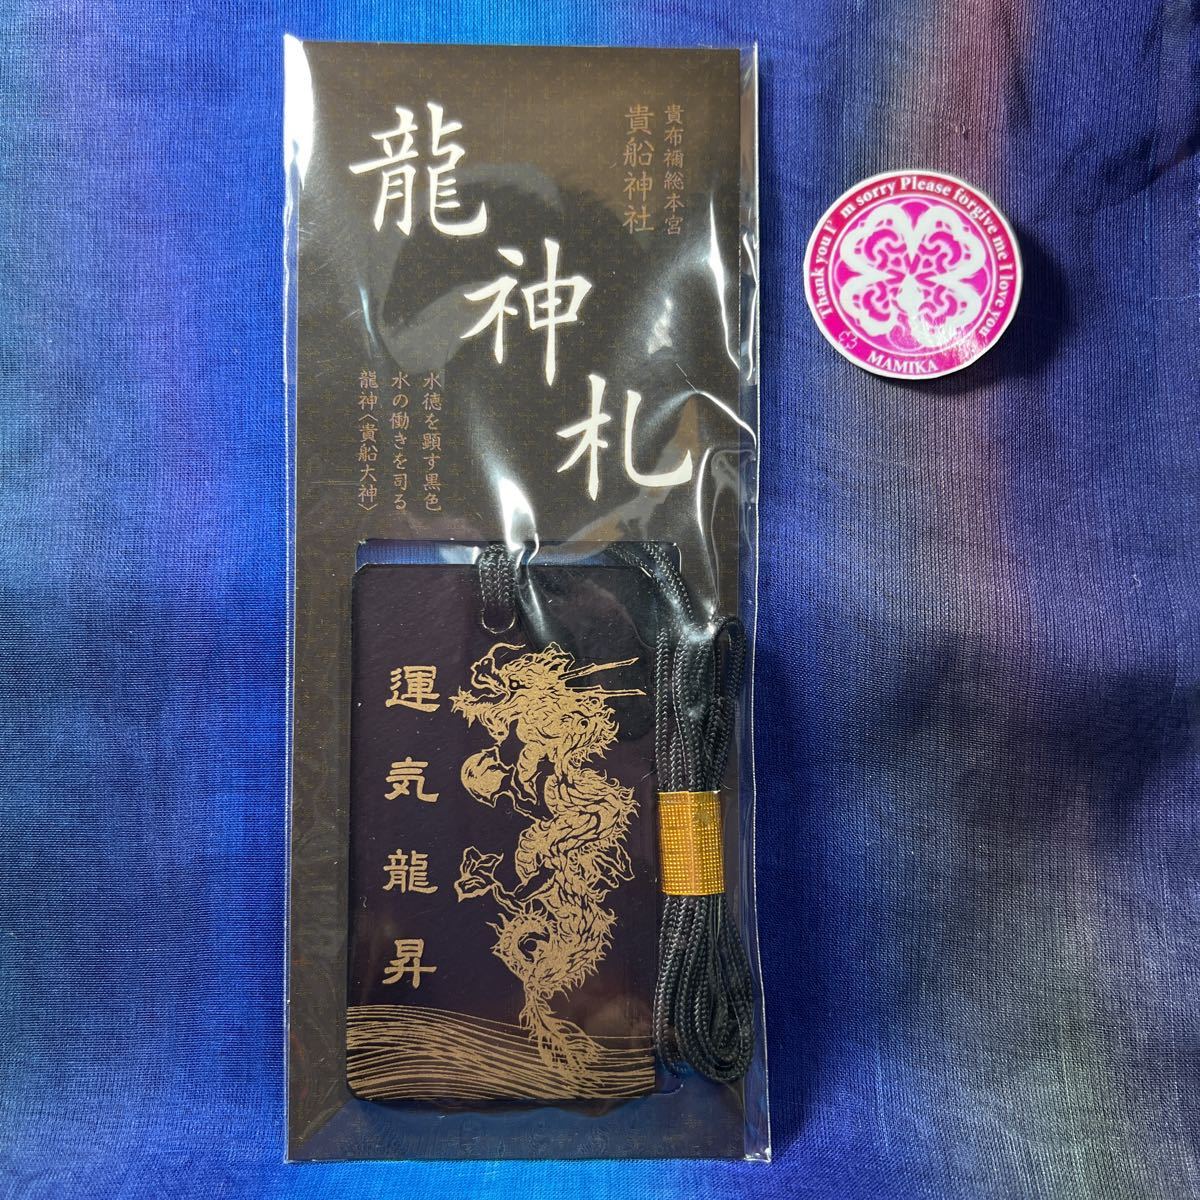 龍神札
貴布禰総本宮
貴船神社
水徳を顕す黒色
水の働きを司る
龍神〈貴船大神〉
運気龍昇
Thank you I'm sorry Please forgive me I love you
MAMIKA